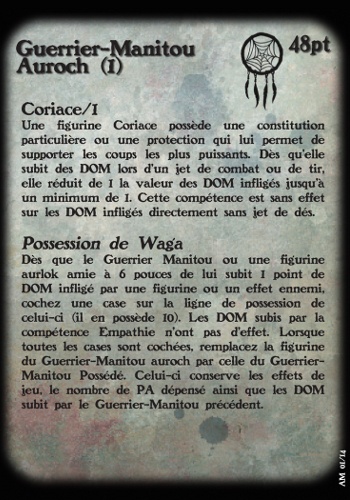 Guerrier-Manitou
48pt
Auroch (1)
Coriace/1
Une figurine Coriace possède une constitution
particulière ou une protection qui lui permet de
supporter les coups les plus puissants. Dès qu'elle
subit des DOM lors d'un jet de combat ou de tir,
elle réduit de 1 la valeur des DOM infligés jusqu'à
un minimum de 1. Cette compétence est sans effet
sur les DOM infligés directement sans jet de dés.
Possession de Waga
Dès que le Guerrier Manitou ou une figurine
aurlok amie à 6 pouces de lui subit 1 point de
DOM infligé par une figurine ou un effet ennemi,
cochez une case sur la ligne de possession de
celui-ci (il en possède 10). Les DOM subis par la
compétence Empathie n'ont pas d'effet. Lorsque
toutes les cases sont cochées, remplacez la figurine
du Guerrier-Manitou auroch par celle du Guerrier-
Manitou Possédé. Celui-ci conserve les effets de
jeu, le nombre de PA dépensé ainsi que les DOM
subit par le Guerrier-Manitou précédent.
AM 01/14